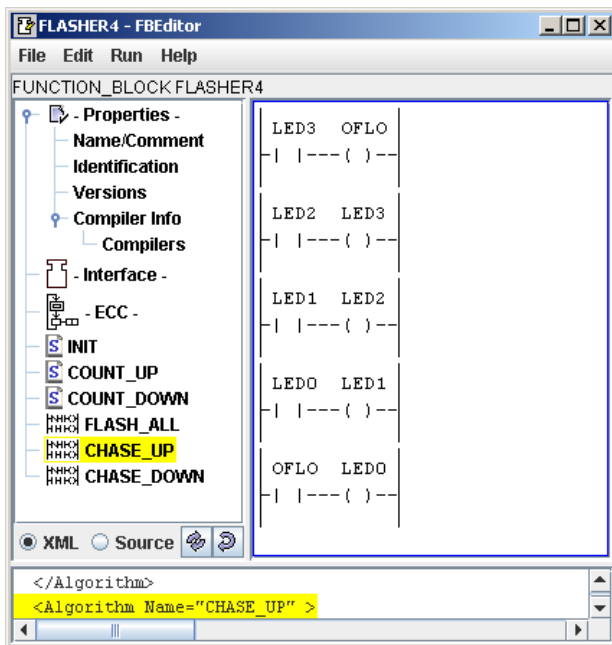 FLASHER4 - FBEditor
File Edit Run Help
FUNCTION_BLOCK FLASHER4
- Properties -
Name/Comment
Identification
Versions
Compiler Info
Compilers
- Interface -
- ECC -
S INIT
S COUNT_UP
S COUNT_DOWN
FLASH_ALL
CHASE_UP
CHASE_DOWN
XML Source
LED3 OFLO
-| |---( )--
LED2 LED3
-| |---( )--
LED1 LED2
-| |---( )--
LED0 LED1
-| |---( )--
OFLO LED0
-| |---( )--
</Algorithm>
<Algorithm Name="CHASE_UP" >